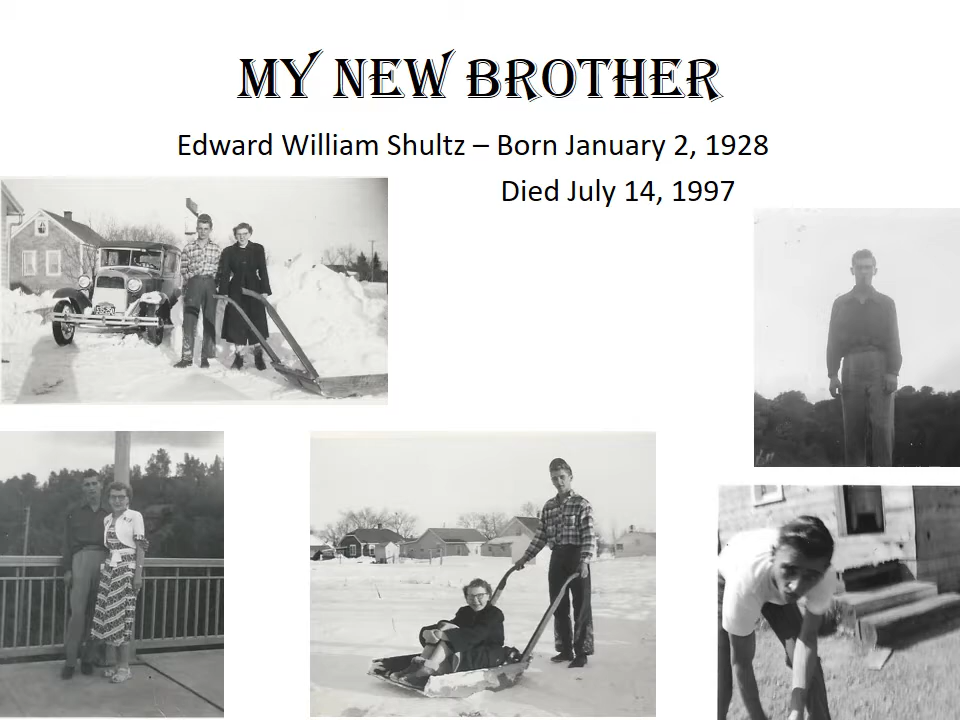 MY NEW BROTHER
Edward William Shultz – Born January 2, 1928
Died July 14, 1997